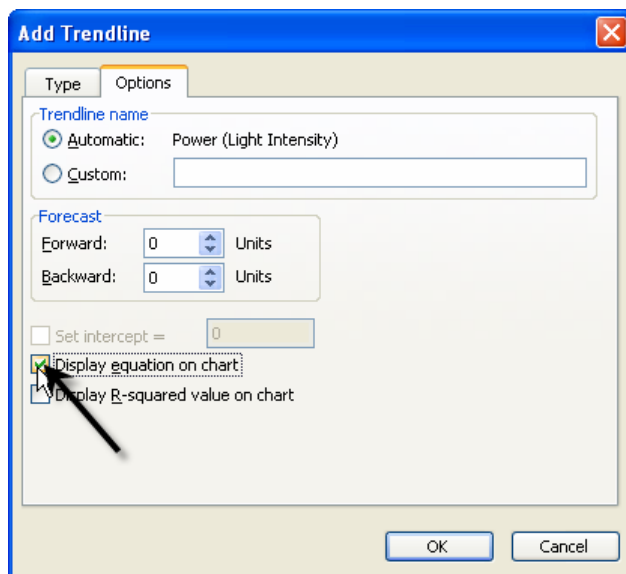 Add Trendline
Type Options
Trendline name
Automatic: Power (Light Intensity)
Custom:
Forecast
Forward: 0 Units
Backward: 0 Units
Set intercept = 0
Display equation on chart
Display R-squared value on chart
OK Cancel